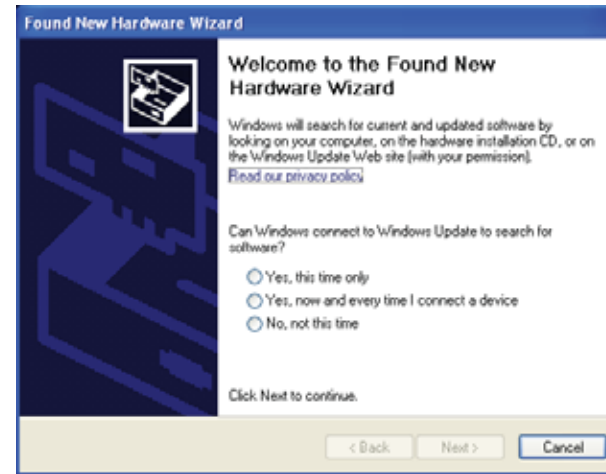 Found New Hardware Wizard
Welcome to the Found New
Hardware Wizard
Windows will search for current and updated software by
looking on your computer, on the hardware installation CD, or on
the Windows Update Web site (with your permission).
Read our privacy policy
Can Windows connect to Windows Update to search for
software?
Yes, this time only
Yes, now and every time I connect a device
No, not this time
Click Next to continue.
< Back Next > Cancel